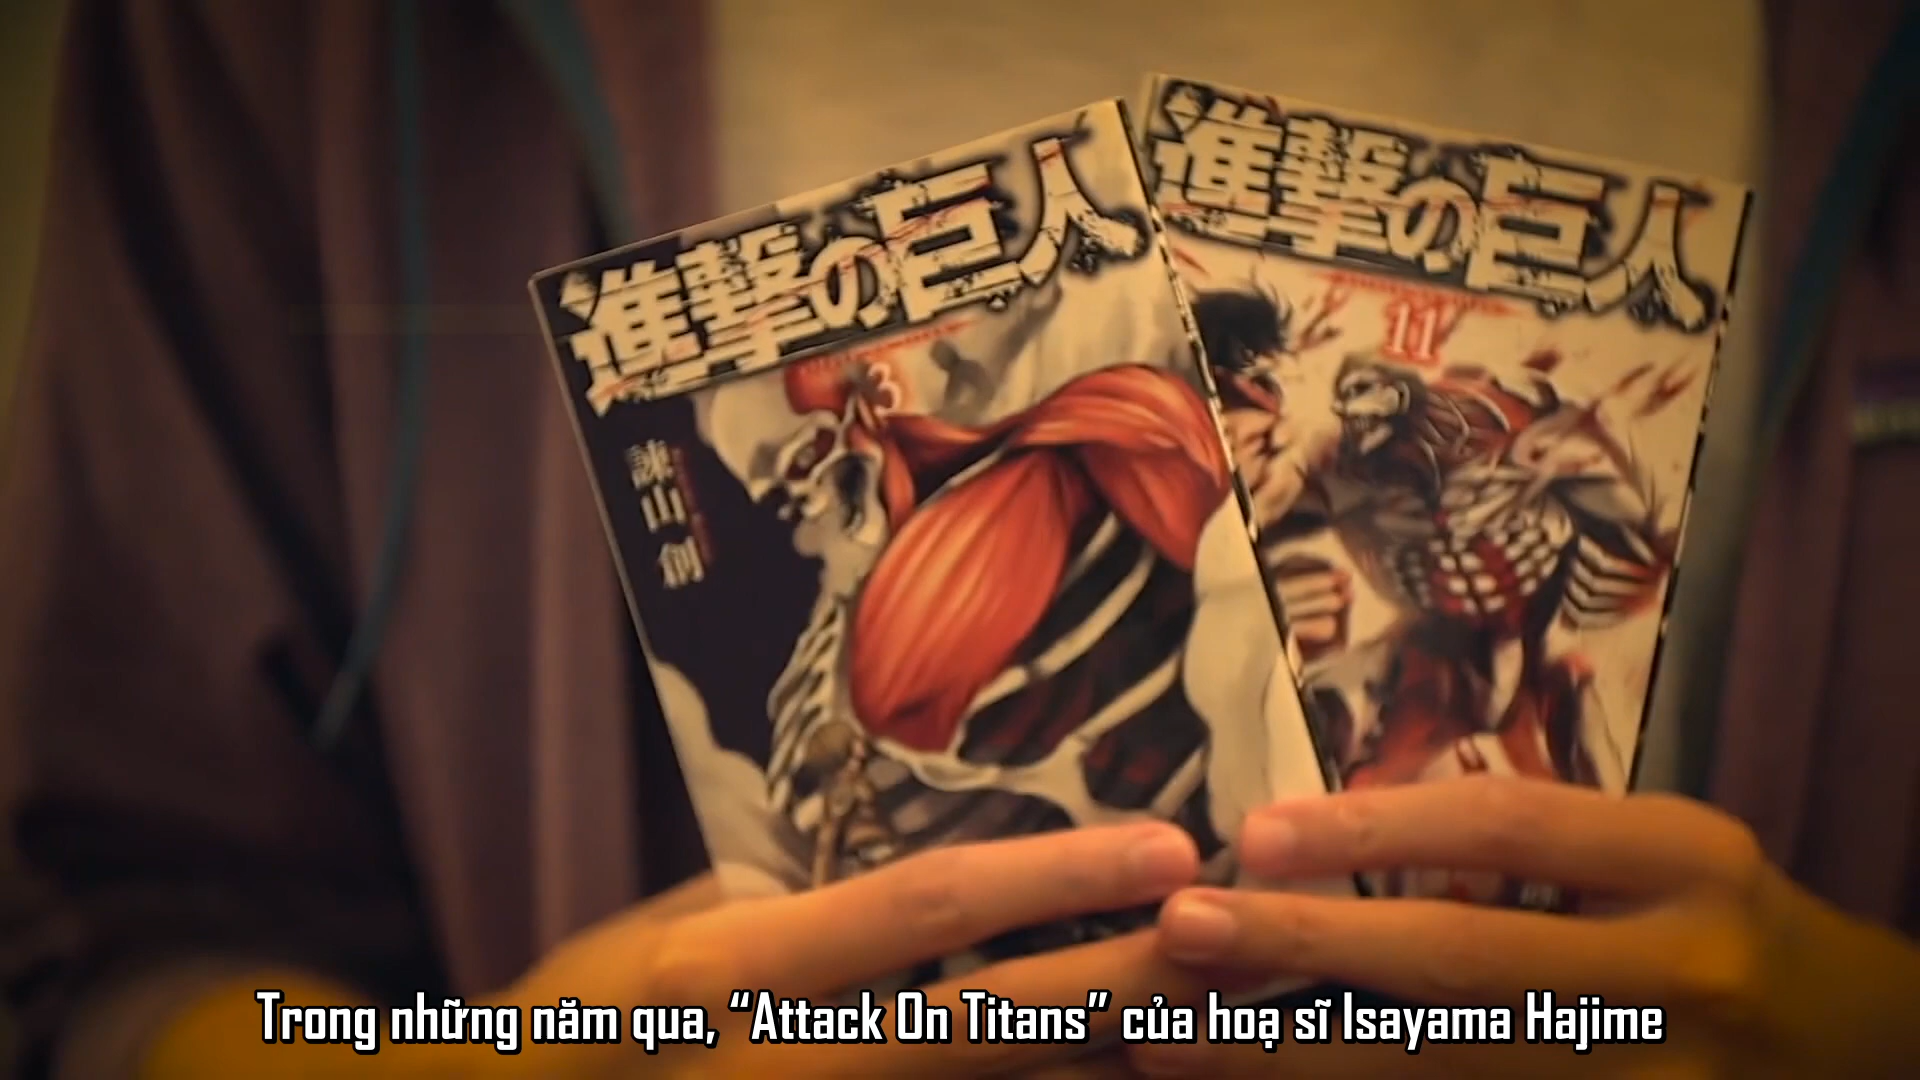 進撃の巨人
3
諫山創
進撃の巨人
11
Trong những năm qua, “Attack On Titans” của hoạ sĩ Isayama Hajime